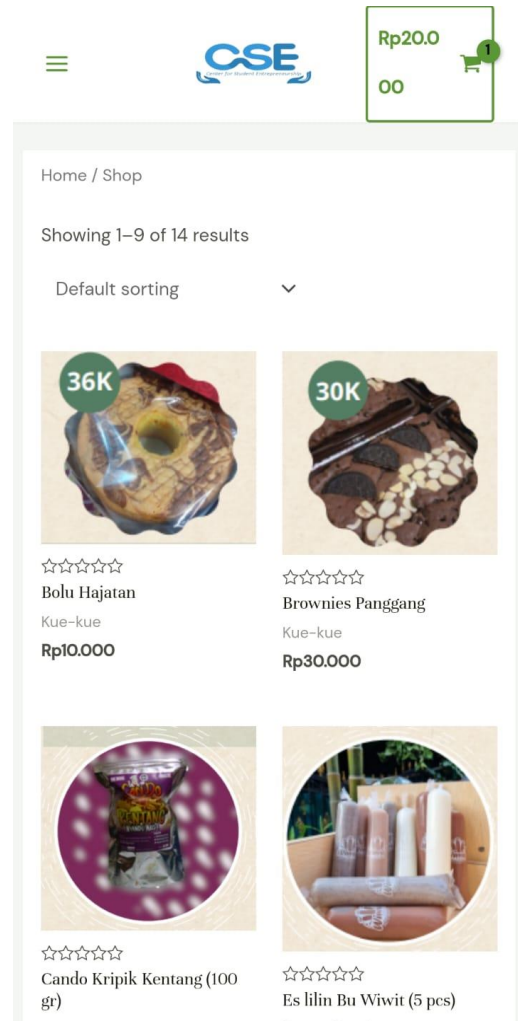 CSE
Center for Student Entrepreneurship
Rp20.0
00
1
Home / Shop
Showing 1–9 of 14 results
Default sorting
36K
30K
Bolu Hajatan
Kue-kue
Rp10.000
Brownies Panggang
Kue-kue
Rp30.000
KENTANG
Cando Kripik Kentang (100
gr)
Es lilin Bu Wiwit (5 pcs)